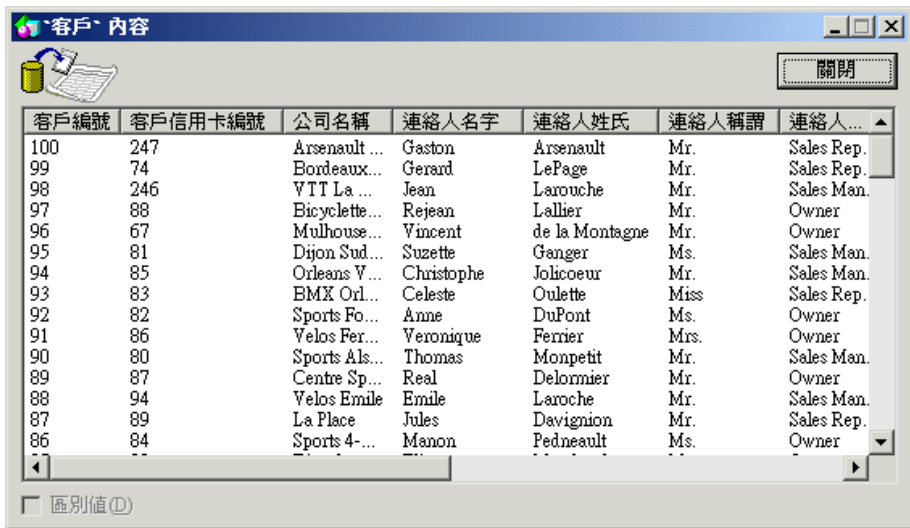 `客戶` 內容
關閉
客戶編號 客戶信用卡編號 公司名稱 連絡人名字 連絡人姓氏 連絡人稱謂 連絡人...
100 247 Arsenault ... Gaston Arsenault Mr. Sales Rep.
99 74 Bordeaux... Gerard LePage Mr. Sales Rep.
98 246 VTT La ... Jean Larouche Mr. Sales Man.
97 88 Bicyclette... Rejean Lallier Mr. Owner
96 67 Mulhouse... Vincent de la Montagne Mr. Owner
95 81 Dijon Sud... Suzette Ganger Ms. Sales Man.
94 85 Orleans V... Christophe Jolicoeur Mr. Sales Man.
93 83 BMX Orl... Celeste Oulette Miss Sales Rep.
92 82 Sports Fo... Anne DuPont Ms. Owner
91 86 Velos Fer... Veronique Ferrier Mrs. Owner
90 80 Sports Als... Thomas Monpetit Mr. Sales Man.
89 87 Centre Sp... Real Delormier Mr. Owner
88 94 Velos Emile Emile Laroche Mr. Sales Man.
87 89 La Place Jules Davignion Mr. Sales Rep.
86 84 Sports 4-... Manon Pedneault Ms. Owner
區別值(D)